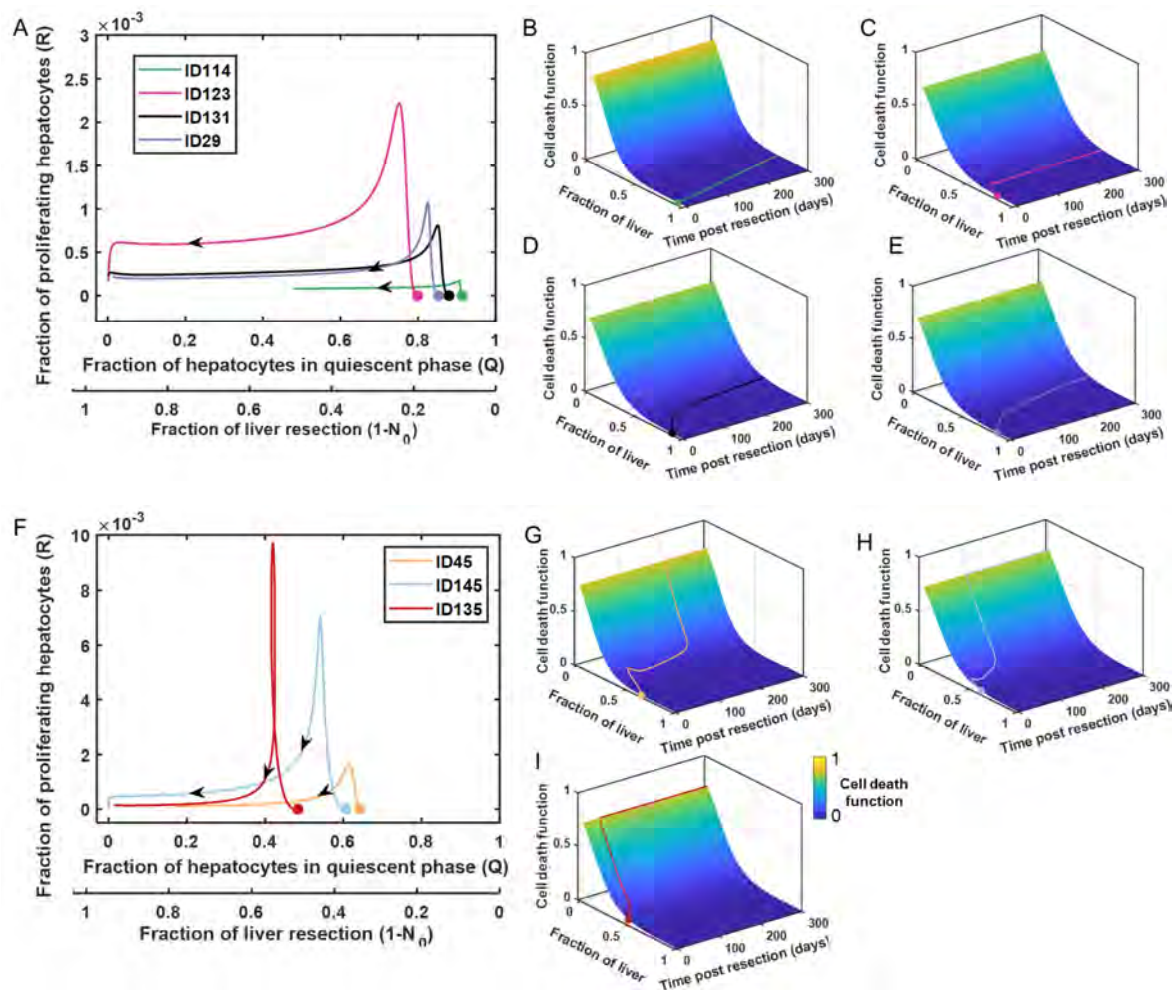 A
×10⁻³
Fraction of proliferating hepatocytes (R)
3
2.5
2
1.5
1
0.5
0
ID114
ID123
ID131
ID29
0 0.2 0.4 0.6 0.8 1
Fraction of hepatocytes in quiescent phase (Q)
1 0.8 0.6 0.4 0.2 0
Fraction of liver resection (1-N₀)
B
Cell death function
1
0.5
0
0
0.5
1
Fraction of liver
0
100
200
300
Time post resection (days)
C
Cell death function
1
0.5
0
0
0.5
1
Fraction of liver
0
100
200
300
Time post resection (days)
D
Cell death function
1
0.5
0
0
0.5
1
Fraction of liver
0
100
200
300
Time post resection (days)
E
Cell death function
1
0.5
0
0
0.5
1
Fraction of liver
0
100
200
300
Time post resection (days)
F
×10⁻³
Fraction of proliferating hepatocytes (R)
10
8
6
4
2
0
ID45
ID145
ID135
0 0.2 0.4 0.6 0.8 1
Fraction of hepatocytes in quiescent phase (Q)
1 0.8 0.6 0.4 0.2 0
Fraction of liver resection (1-N₀)
G
Cell death function
1
0.5
0
0
0.5
1
Fraction of liver
0
100
200
300
Time post resection (days)
H
Cell death function
1
0.5
0
0
0.5
1
Fraction of liver
0
100
200
300
Time post resection (days)
I
Cell death function
1
0.5
0
0
0.5
1
Fraction of liver
0
100
200
300
Time post resection (days)
1
Cell death
function
0